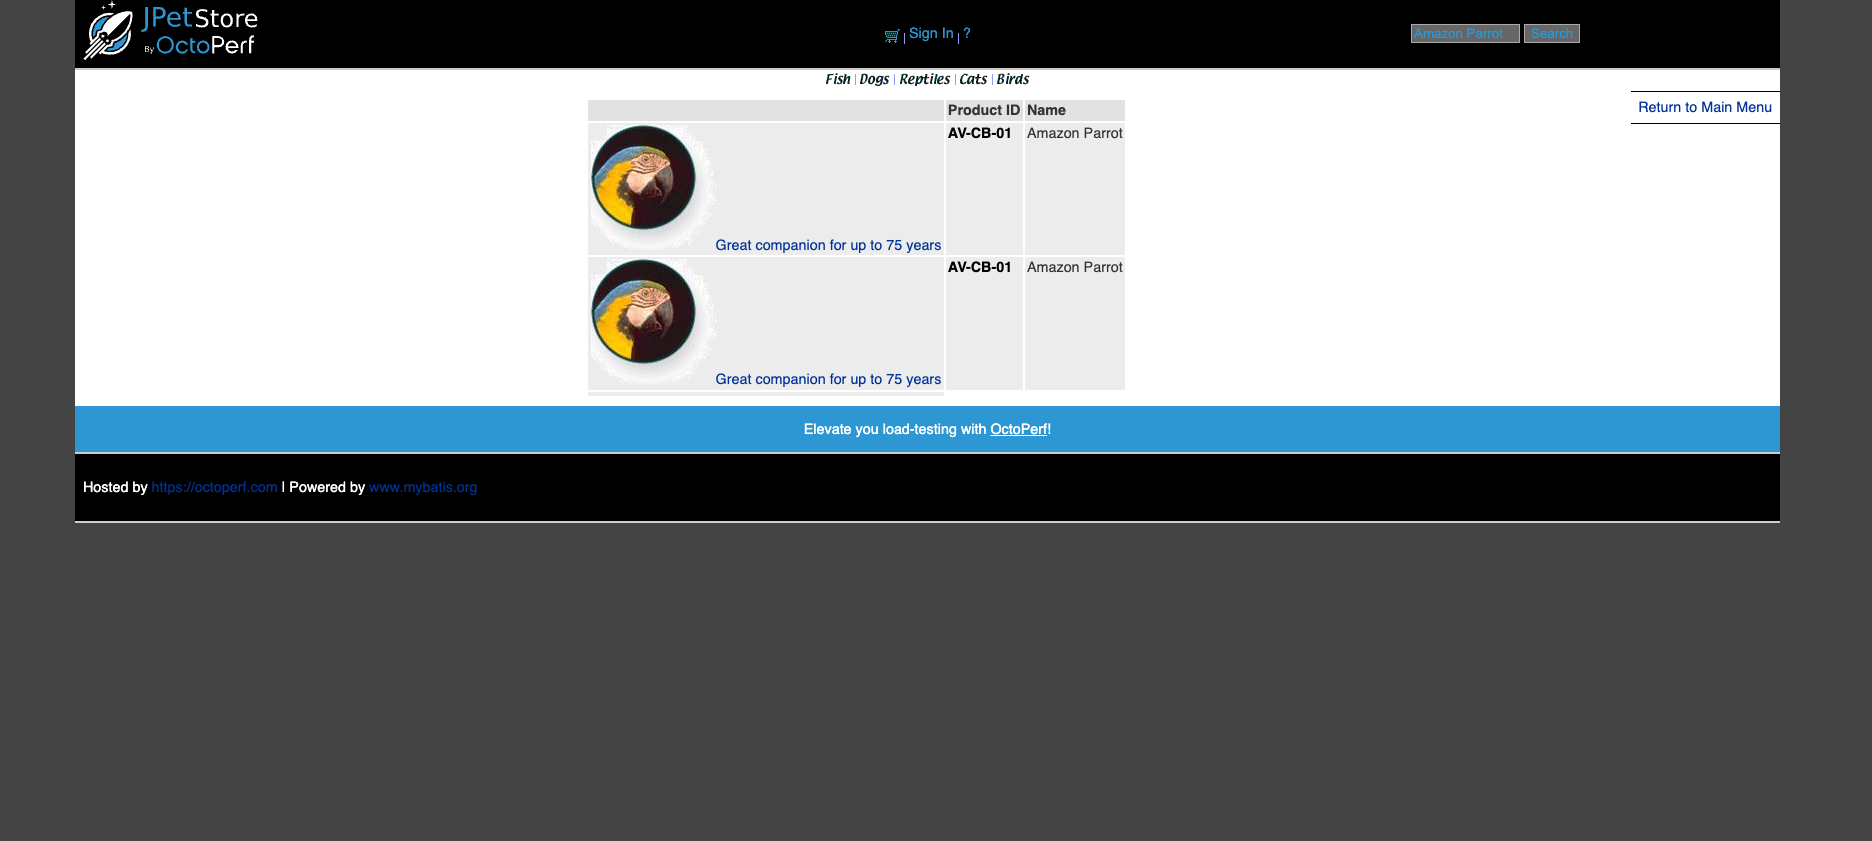 JPetStore
By OctoPerf
Sign In | ?
Amazon Parrot Search
Fish | Dogs | Reptiles | Cats | Birds
Return to Main Menu
Product ID Name
AV-CB-01 Amazon Parrot
Great companion for up to 75 years
AV-CB-01 Amazon Parrot
Great companion for up to 75 years
Elevate you load-testing with OctoPerf!
Hosted by https://octoperf.com | Powered by www.mybatis.org